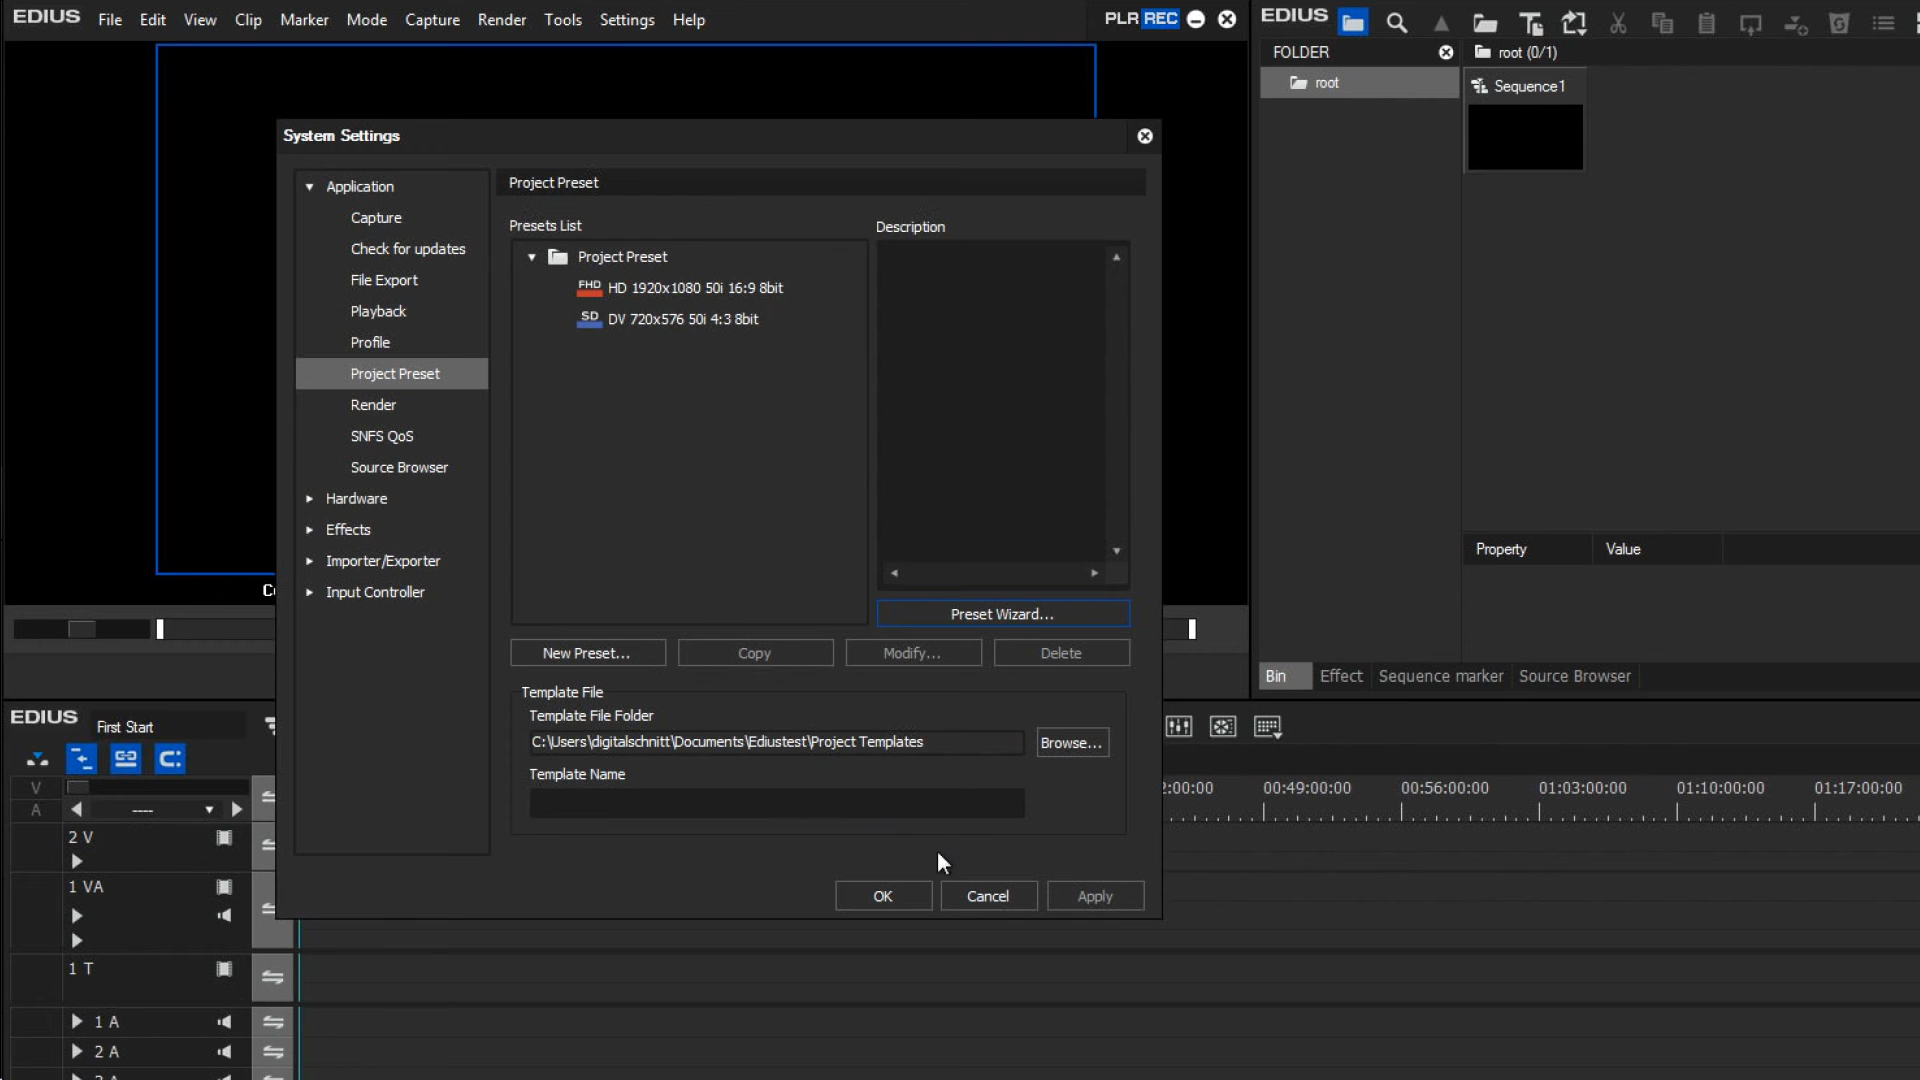 EDIUS File Edit View Clip Marker Mode Capture Render Tools Settings Help PLR REC
System Settings
Application
Capture
Check for updates
File Export
Playback
Profile
Project Preset
Render
SNFS QoS
Source Browser
Hardware
Effects
Importer/Exporter
Input Controller
Project Preset
Presets List
Project Preset
FHD HD 1920x1080 50i 16:9 8bit
SD DV 720x576 50i 4:3 8bit
Description
Preset Wizard...
New Preset... Copy Modify... Delete
Template File
Template File Folder
C:\Users\digitalschnitt\Documents\Ediustest\Project Templates Browse...
Template Name
OK Cancel Apply
EDIUS
FOLDER
root
root (0/1)
Sequence1
Property Value
Bin Effect Sequence marker Source Browser
EDIUS First Start
00:49:00:00 00:56:00:00 01:03:00:00 01:10:00:00 01:17:00:00
V
A ----
2 V
1 VA
1 T
1 A
2 A